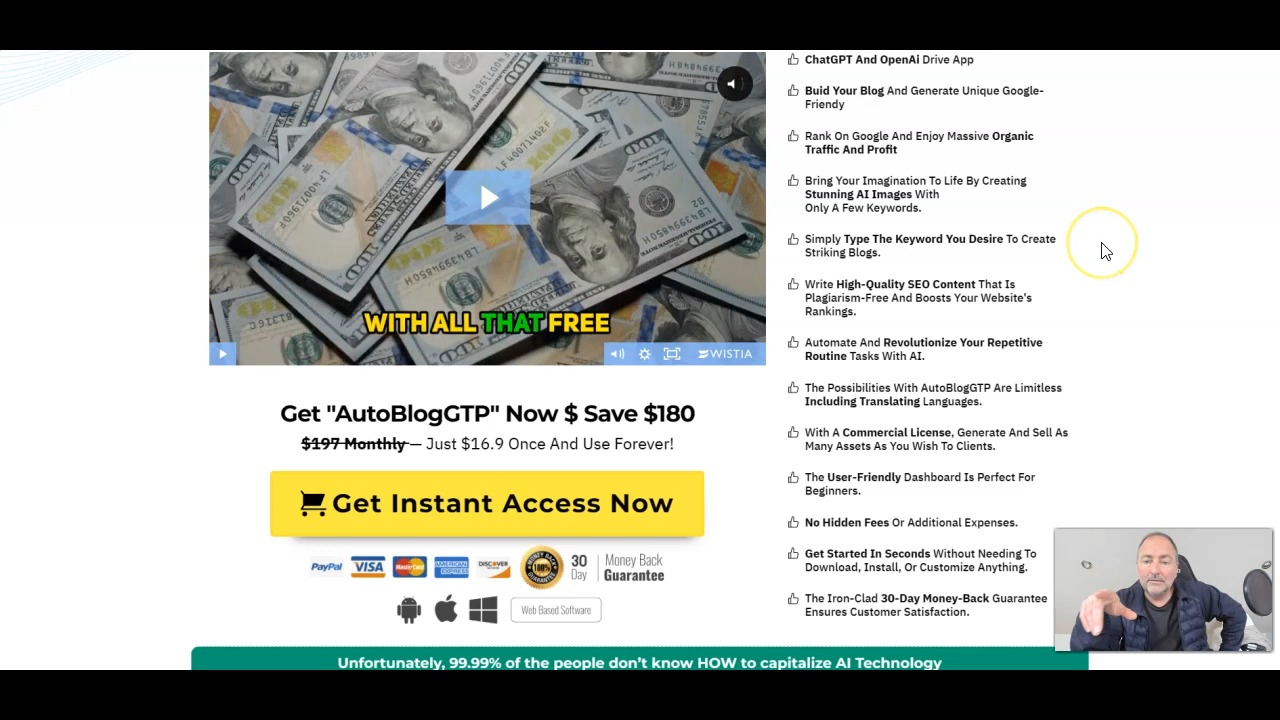 WITH ALL THAT FREE
WISTIA
Get "AutoBlogGTP" Now $ Save $180
$197 Monthly — Just $16.9 Once And Use Forever!
Get Instant Access Now
PayPal VISA MasterCard AMERICAN EXPRESS DISCOVER MONEY BACK 100% 30 Day Money Back Guarantee
Web Based Software
ChatGPT And OpenAi Drive App
Buid Your Blog And Generate Unique Google-
Friendy
Rank On Google And Enjoy Massive Organic
Traffic And Profit
Bring Your Imagination To Life By Creating
Stunning AI Images With
Only A Few Keywords.
Simply Type The Keyword You Desire To Create
Striking Blogs.
Write High-Quality SEO Content That Is
Plagiarism-Free And Boosts Your Website's
Rankings.
Automate And Revolutionize Your Repetitive
Routine Tasks With AI.
The Possibilities With AutoBlogGTP Are Limitless
Including Translating Languages.
With A Commercial License, Generate And Sell As
Many Assets As You Wish To Clients.
The User-Friendly Dashboard Is Perfect For
Beginners.
No Hidden Fees Or Additional Expenses.
Get Started In Seconds Without Needing To
Download, Install, Or Customize Anything.
The Iron-Clad 30-Day Money-Back Guarantee
Ensures Customer Satisfaction.
Unfortunately, 99.99% of the people don't know HOW to capitalize AI Technology